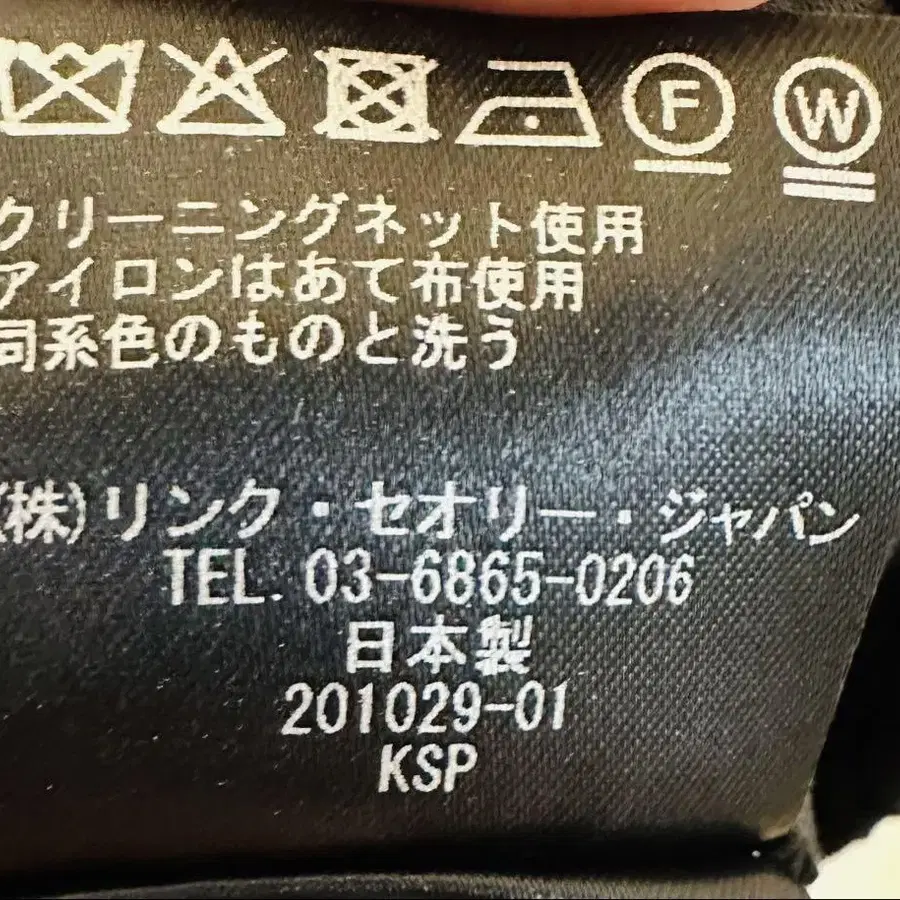 F W
クリーニングネット使用
アイロンはあて布使用
同系色のものと洗う
(株)リンク・セオリー・ジャパン
TEL. 03-6865-0206
日本製
201029-01
KSP